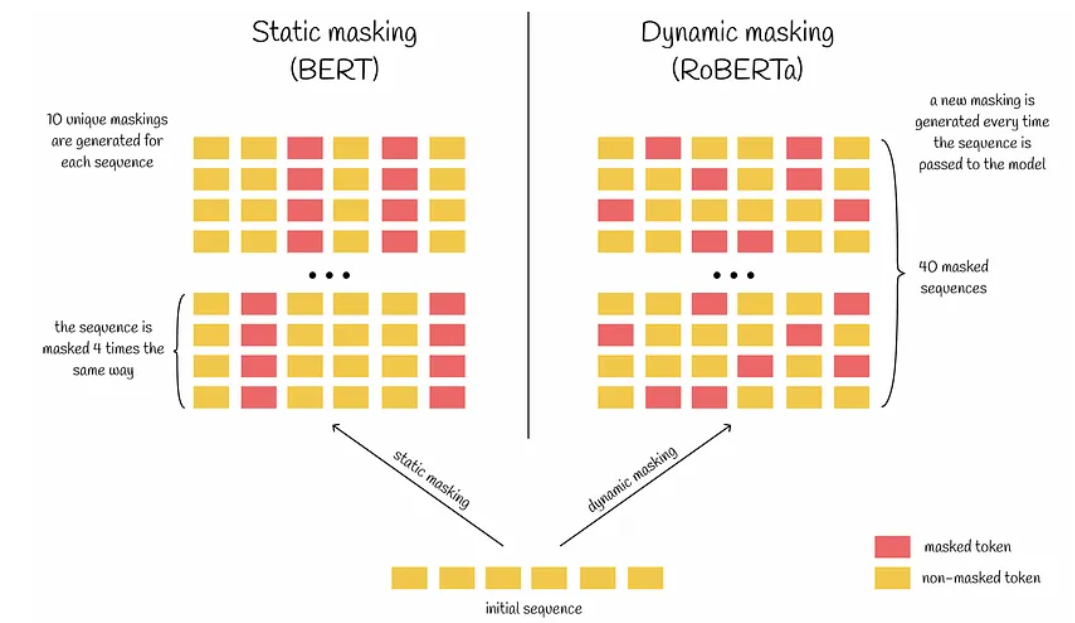 Static masking
(BERT)
Dynamic masking
(RoBERTa)
10 unique maskings
are generated for
each sequence
a new masking is
generated every time
the sequence is
passed to the model
40 masked
sequences
the sequence is
masked 4 times the
same way
static masking
dynamic masking
initial sequence
masked token
non-masked token